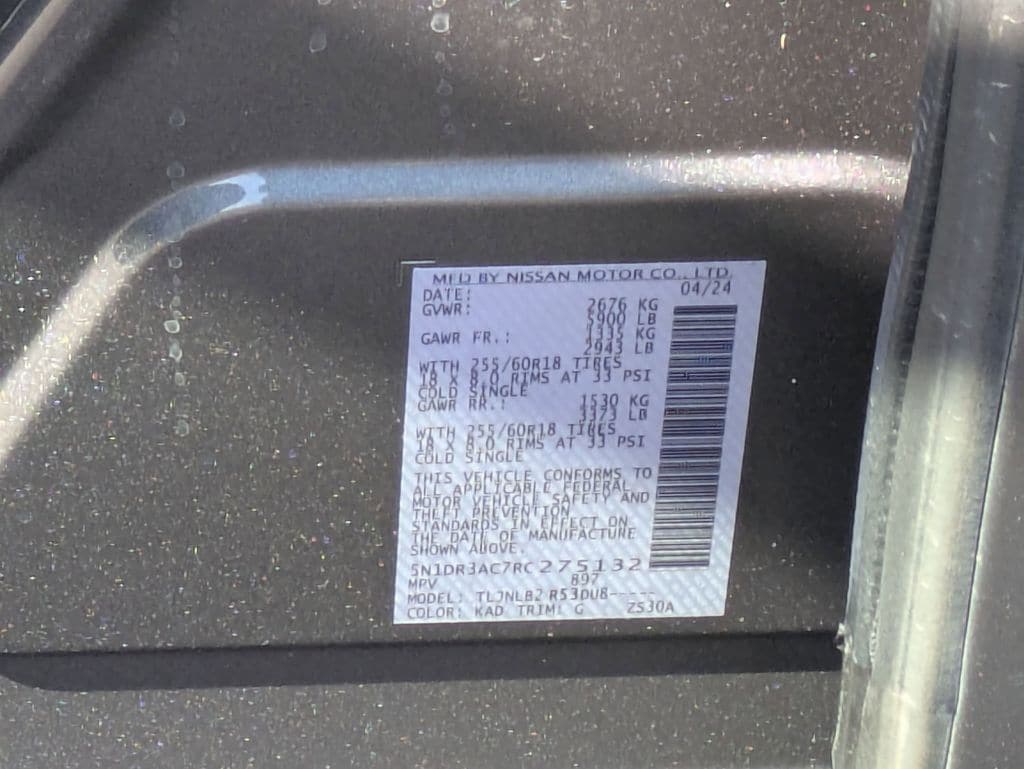 MFD BY NISSAN MOTOR CO., LTD.
DATE: 04/24
GVWR: 2676 KG
5900 LB
GAWR FR.: 1335 KG
2943 LB
WITH 255/60R18 TIRES
18 X 8.0 RIMS AT 33 PSI
COLD SINGLE
GAWR RR.: 1530 KG
3373 LB
WITH 255/60R18 TIRES
18 X 8.0 RIMS AT 33 PSI
COLD SINGLE
THIS VEHICLE CONFORMS TO
ALL APPLICABLE FEDERAL
MOTOR VEHICLE SAFETY AND
THEFT PREVENTION
STANDARDS IN EFFECT ON
THE DATE OF MANUFACTURE
SHOWN ABOVE.
5N1DR3AC7RC275132
MPV 897
MODEL: TLJNLB2 R53DU8-----
COLOR: KAD TRIM: G ZS30A